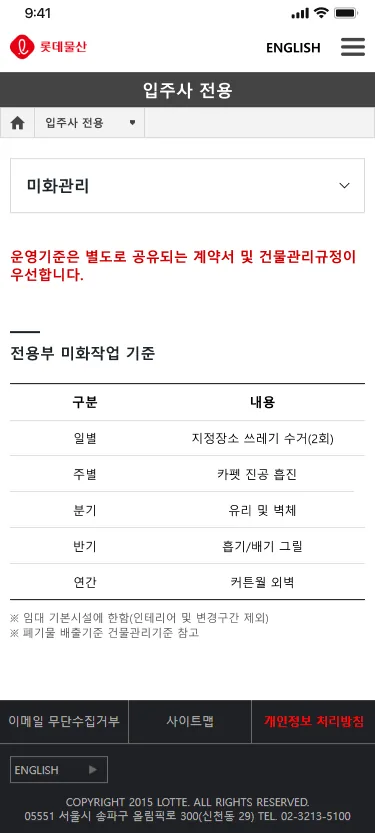 9:41
롯데물산
ENGLISH
입주사 전용
입주사 전용
미화관리
운영기준은 별도로 공유되는 계약서 및 건물관리규정이
우선합니다.
전용부 미화작업 기준
구분 내용
일별 지정장소 쓰레기 수거(2회)
주별 카펫 진공 흡진
분기 유리 및 벽체
반기 흡기/배기 그릴
연간 커튼월 외벽
※ 임대 기본시설에 한함(인테리어 및 변경구간 제외)
※ 폐기물 배출기준 건물관리기준 참고
이메일 무단수집거부 사이트맵 개인정보 처리방침
ENGLISH
COPYRIGHT 2015 LOTTE. ALL RIGHTS RESERVED.
05551 서울시 송파구 올림픽로 300(신천동 29) TEL. 02-3213-5100